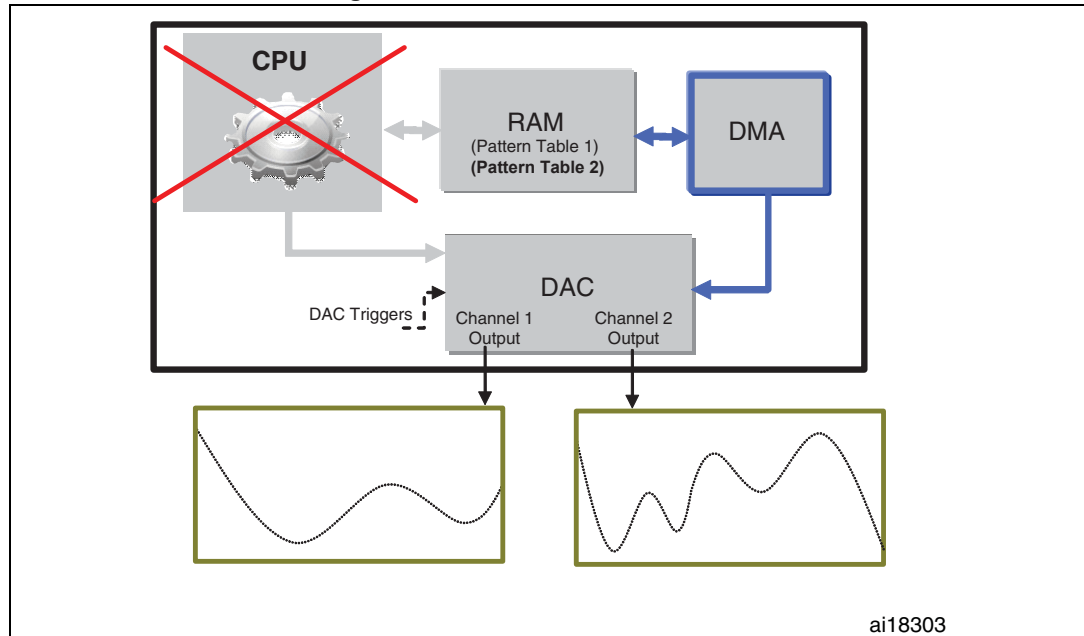 CPU
RAM
(Pattern Table 1)
(Pattern Table 2)
DMA
DAC
DAC Triggers
Channel 1
Output
Channel 2
Output
ai18303